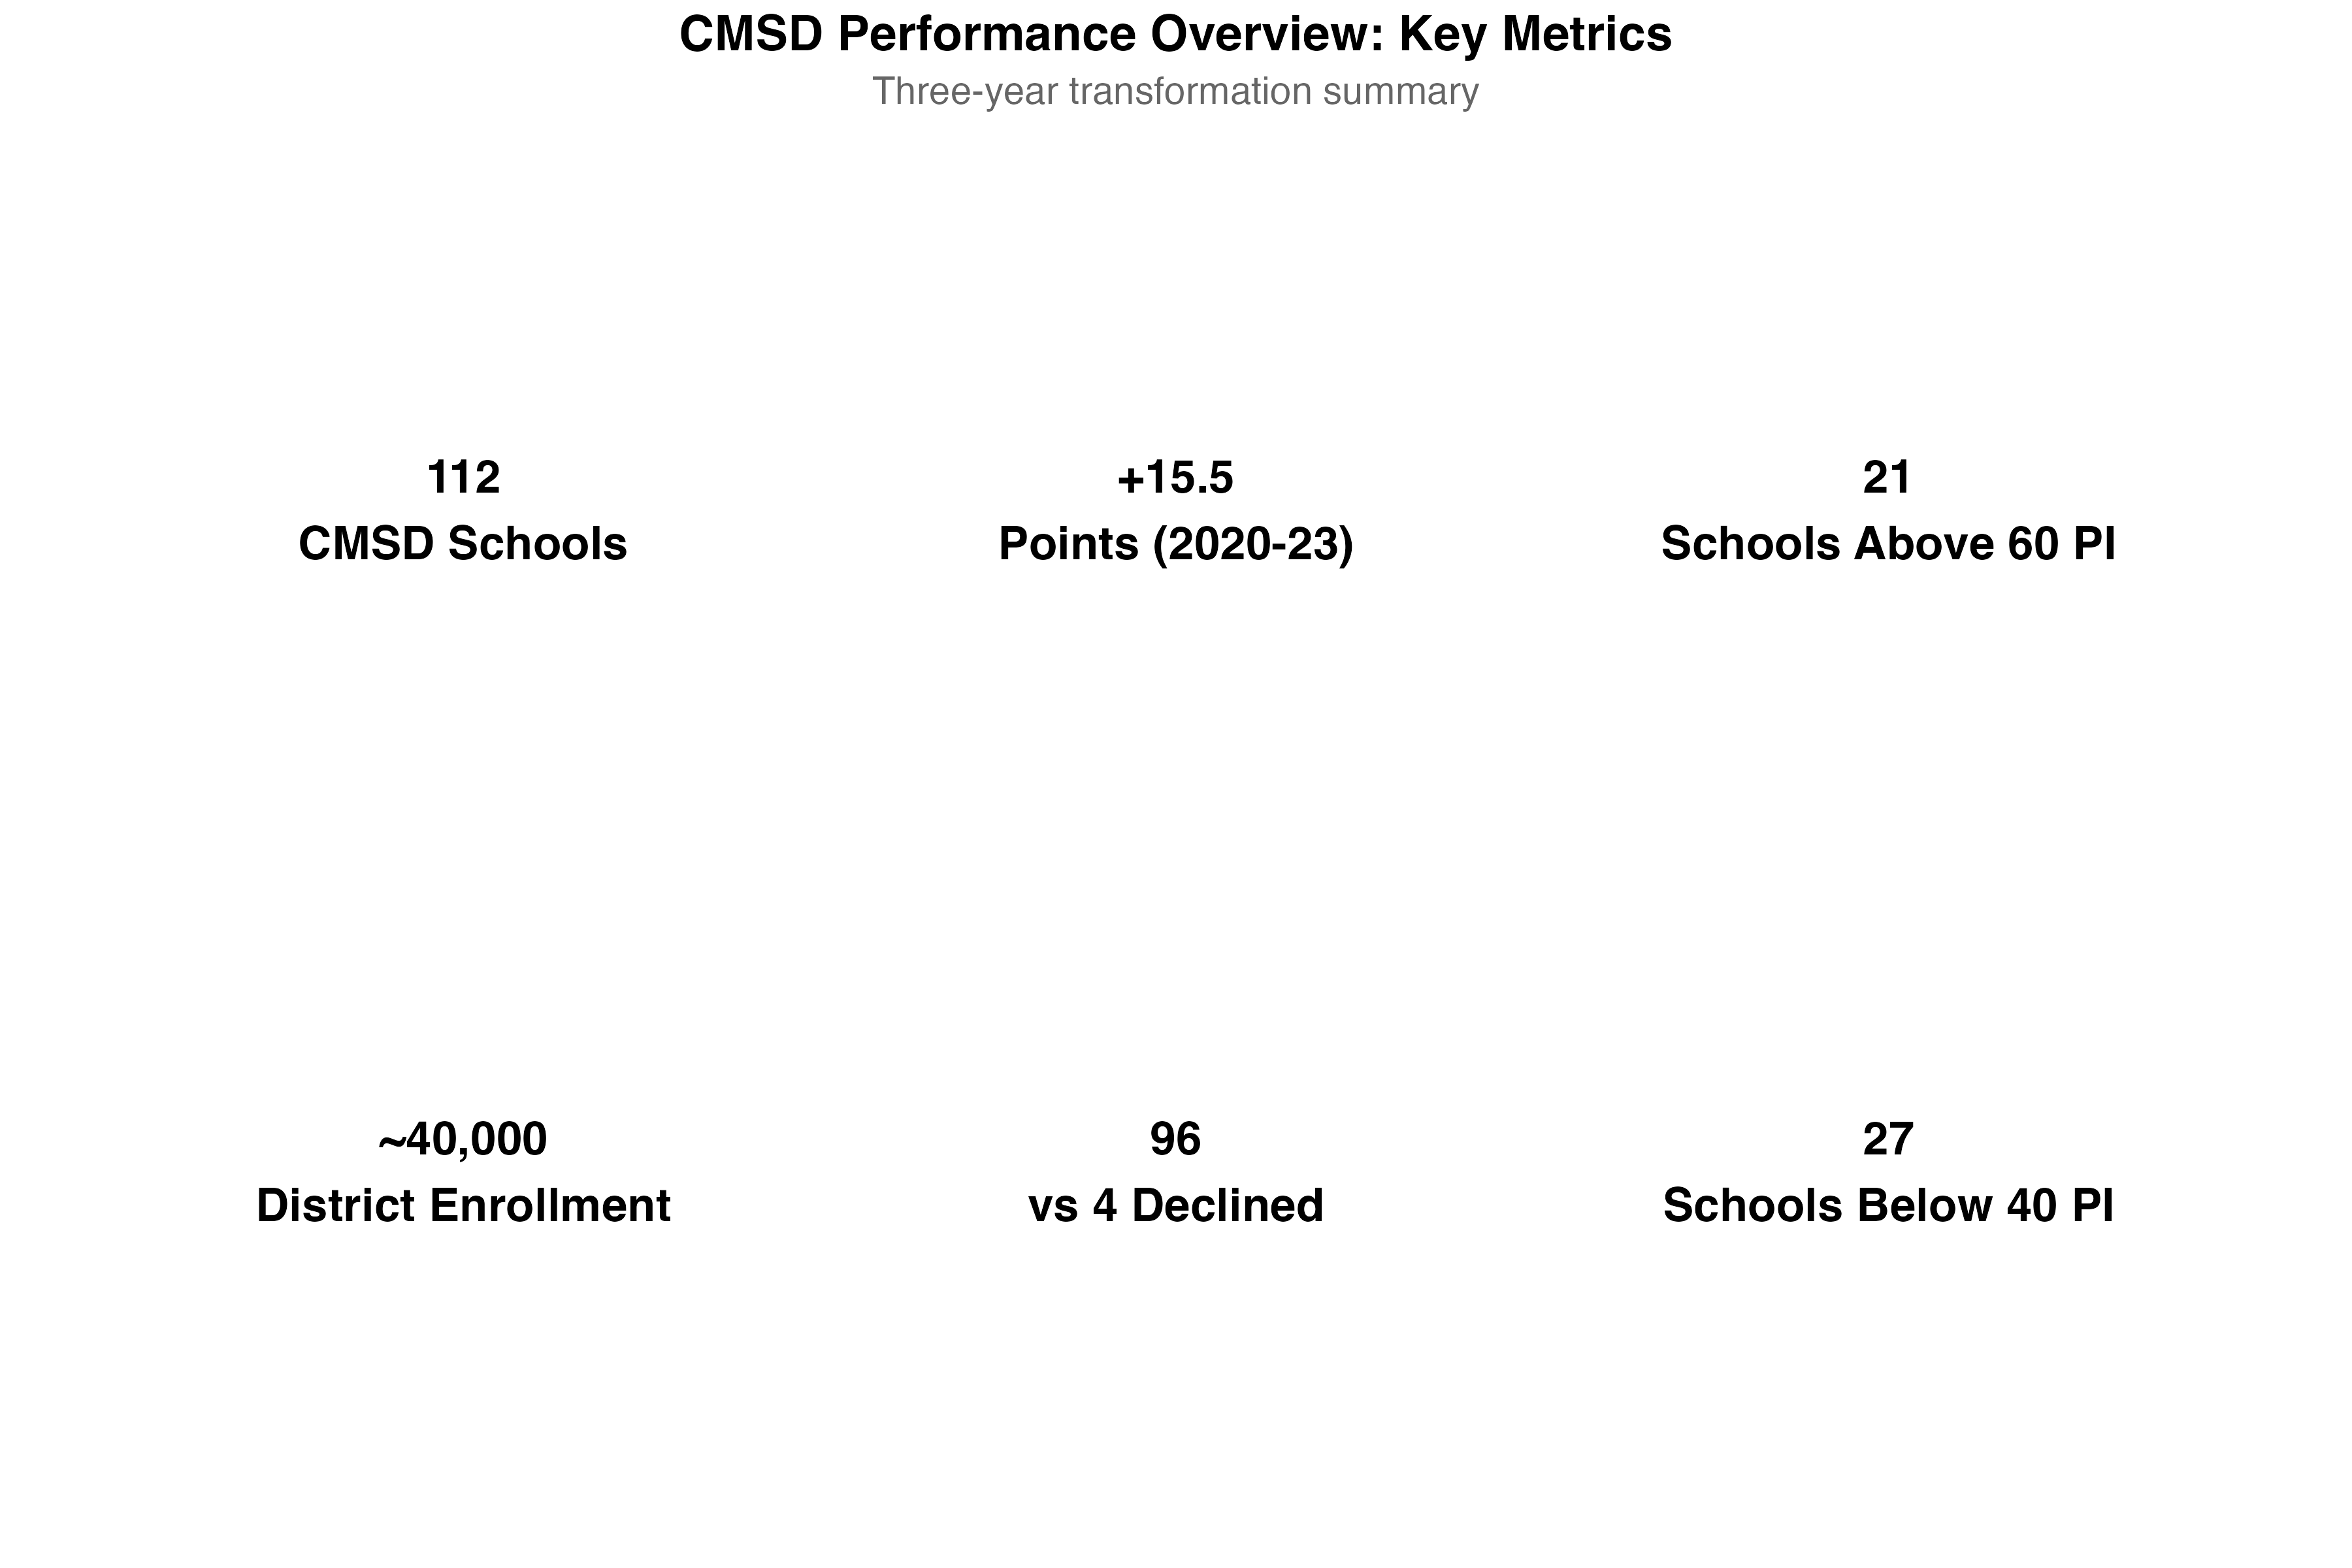 CMSD Performance Overview: Key Metrics
Three-year transformation summary
112
CMSD Schools
+15.5
Points (2020-23)
21
Schools Above 60 PI
~40,000
District Enrollment
96
vs 4 Declined
27
Schools Below 40 PI